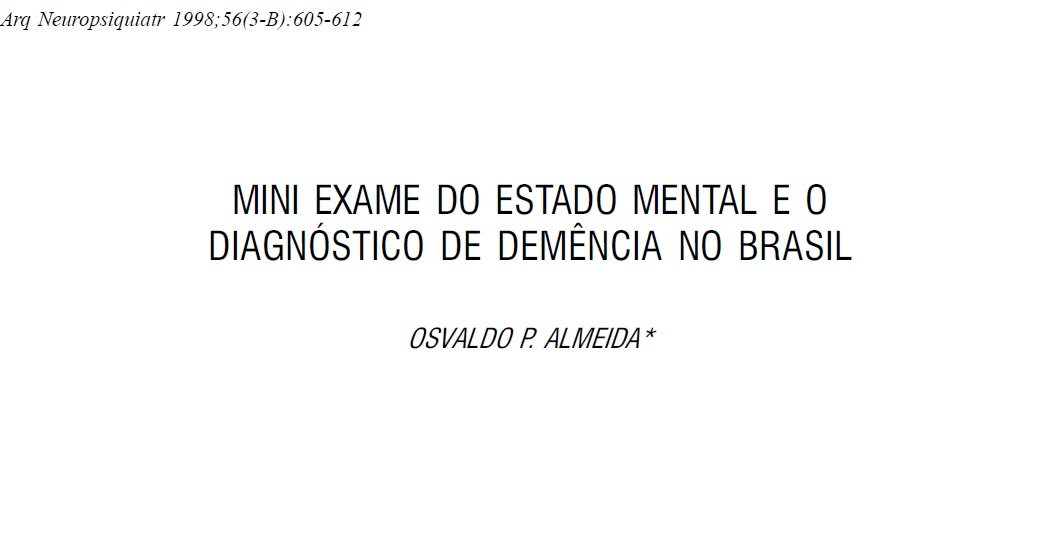 Arq Neuropsiquiatr 1998;56(3-B):605-612
MINI EXAME DO ESTADO MENTAL E O
DIAGNÓSTICO DE DEMÊNCIA NO BRASIL
OSVALDO P. ALMEIDA*